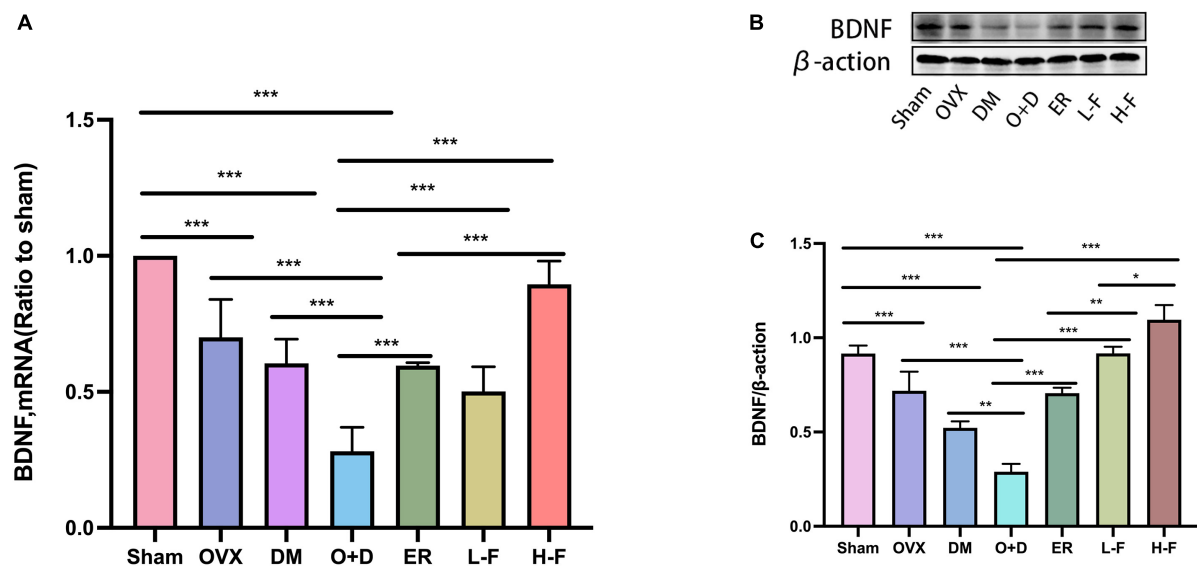 A
BDNF,mRNA(Ratio to sham)
1.5
1.0
0.5
0.0
***
***
***
***
***
***
***
***
***
Sham OVX DM O+D ER L-F H-F
B
BDNF
β-action
Sham OVX DM O+D ER L-F H-F
C
BDNF/β-action
1.5
1.0
0.5
0.0
***
***
***
*
**
***
***
***
***
**
Sham OVX DM O+D ER L-F H-F